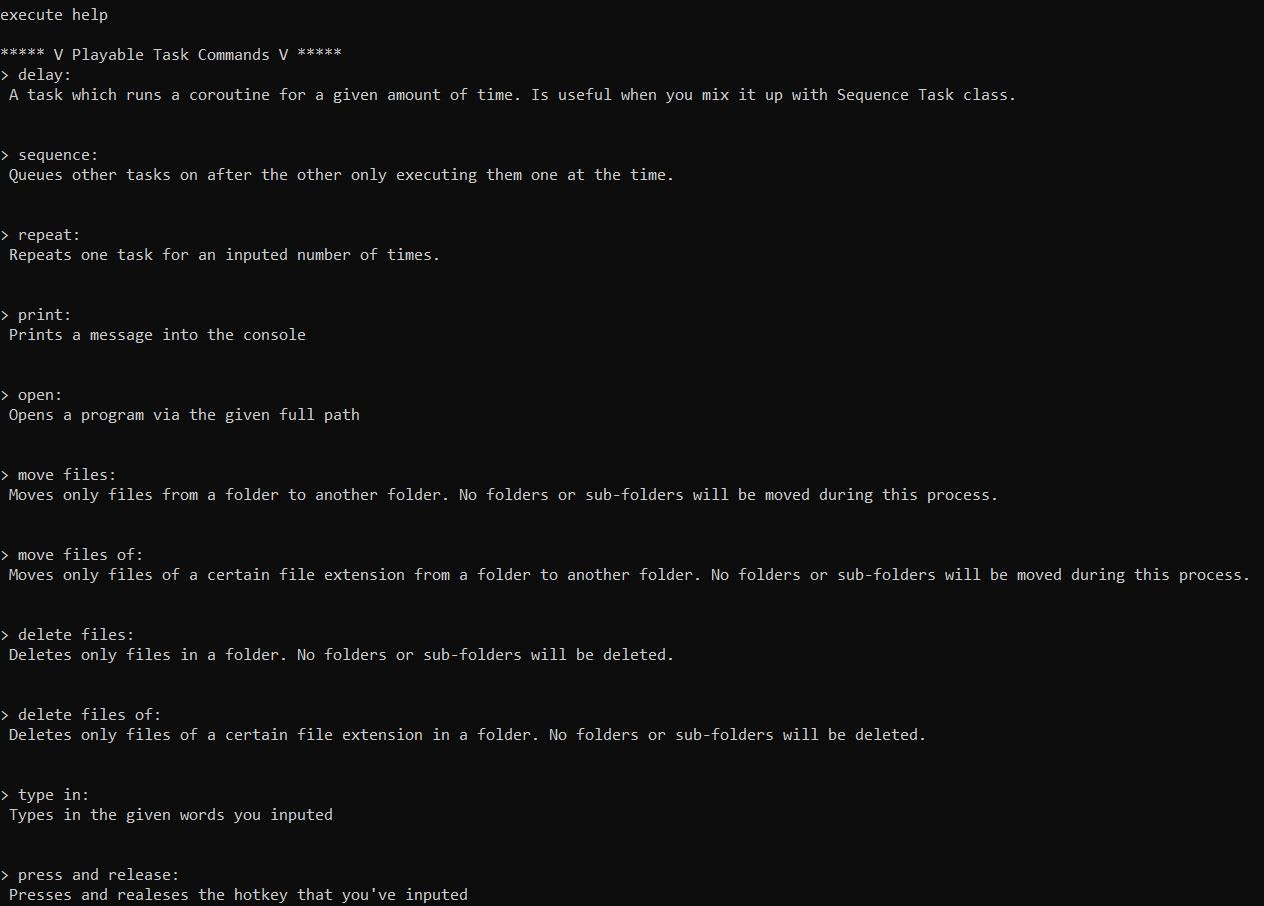 execute help
***** V Playable Task Commands V *****
> delay:
A task which runs a coroutine for a given amount of time. Is useful when you mix it up with Sequence Task class.
> sequence:
Queues other tasks on after the other only executing them one at the time.
> repeat:
Repeats one task for an inputed number of times.
> print:
Prints a message into the console
> open:
Opens a program via the given full path
> move files:
Moves only files from a folder to another folder. No folders or sub-folders will be moved during this process.
> move files of:
Moves only files of a certain file extension from a folder to another folder. No folders or sub-folders will be moved during this process.
> delete files:
Deletes only files in a folder. No folders or sub-folders will be deleted.
> delete files of:
Deletes only files of a certain file extension in a folder. No folders or sub-folders will be deleted.
> type in:
Types in the given words you inputed
> press and release:
Presses and realeses the hotkey that you've inputed